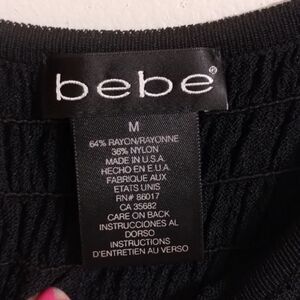 bebe®
M
64% RAYON/RAYONNE
36% NYLON
MADE IN U.S.A.
HECHO EN E.U.A
FABRIQUE AUX
ETATS UNIS
RN# 86017
CA 35682
CARE ON BACK
INSTRUCCIONES AL
DORSO
INSTRUCTIONS
D'ENTRETIEN AU VERSO